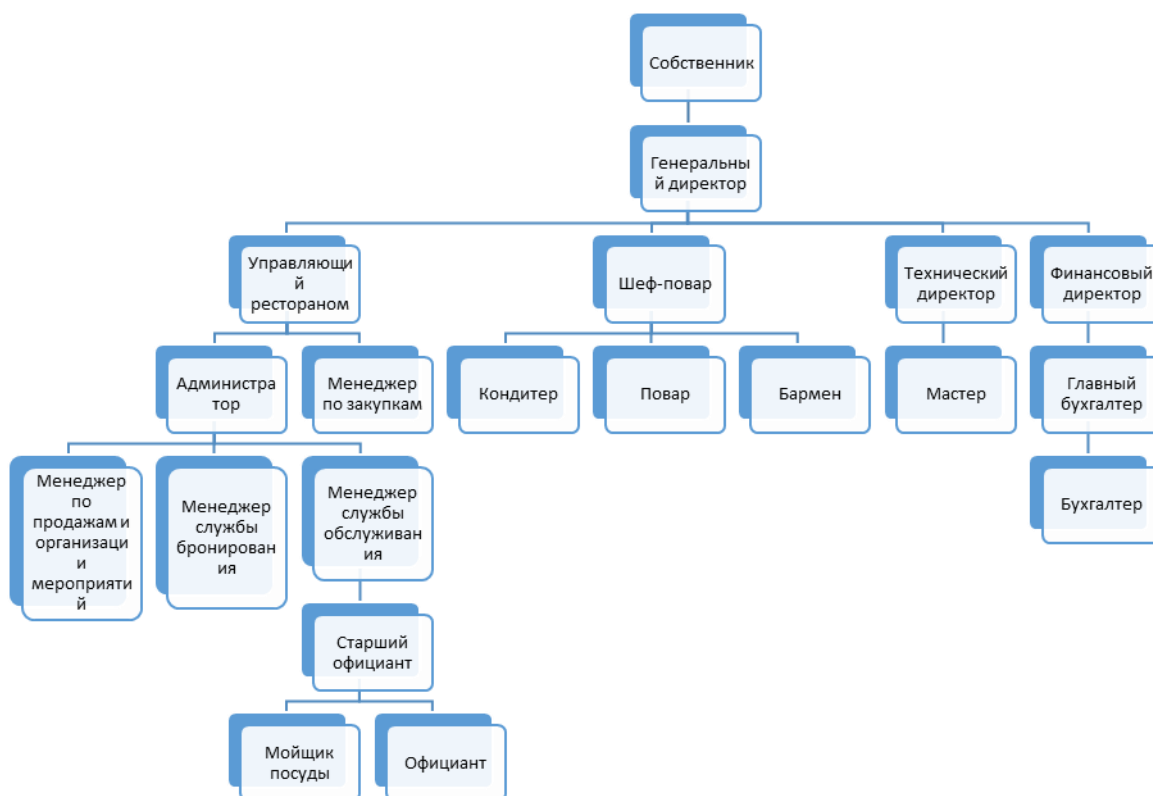 Собственник
Генеральны
й директор
Управляющи
й
рестораном
Шеф-повар
Технический
директор
Финансовый
директор
Администра
тор
Менеджер
по закупкам
Кондитер
Повар
Бармен
Мастер
Главный
бухгалтер
Менеджер
по
продажам и
организаци
и
мероприяти
й
Менеджер
службы
бронирован
ия
Менеджер
службы
обслуживан
ия
Бухгалтер
Старший
официант
Мойщик
посуды
Официант